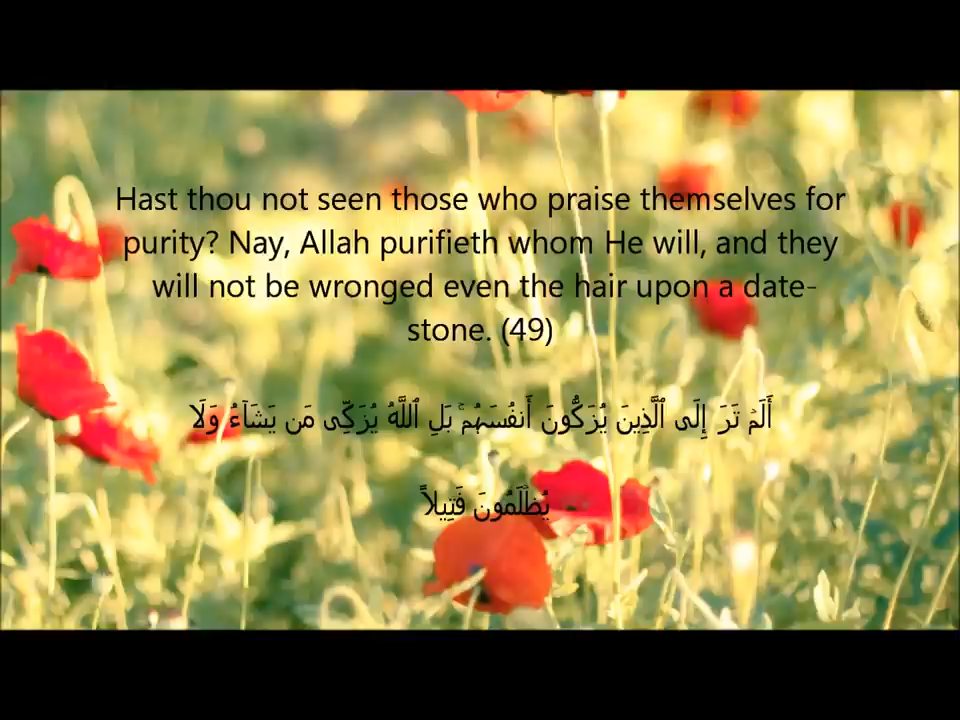 Hast thou not seen those who praise themselves for
purity? Nay, Allah purifieth whom He will, and they
will not be wronged even the hair upon a date-
stone. (49)
أَلَمْ تَرَ إِلَى ٱلَّذِينَ يُزَكُّونَ أَنفُسَہُمۚ بَلِ ٱللَّهُ يُزَكِّى مَن يَشَآءُ وَلَا
يُظۡلَمُونَ فَتِيلاً